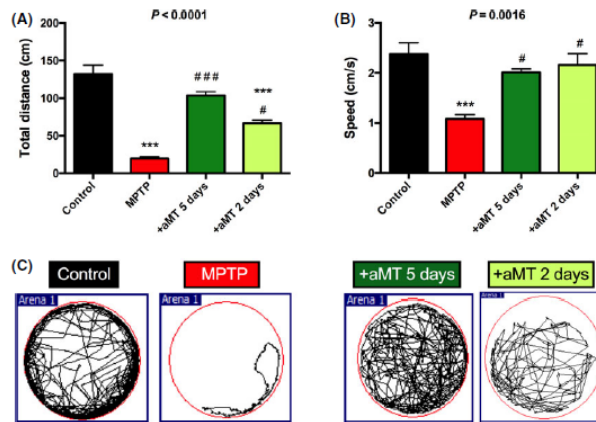 (A)
P < 0.0001
Total distance (cm)
200
150
100
50
0
***
###
***
#
Control
MPTP
+aMT 5 days
+aMT 2 days
(B)
P = 0.0016
Speed (cm/s)
3
2
1
0
***
#
#
Control
MPTP
+aMT 5 days
+aMT 2 days
(C)
Control
MPTP
+aMT 5 days
+aMT 2 days
Arena 1
Arena 1
Arena 1
Arena 1